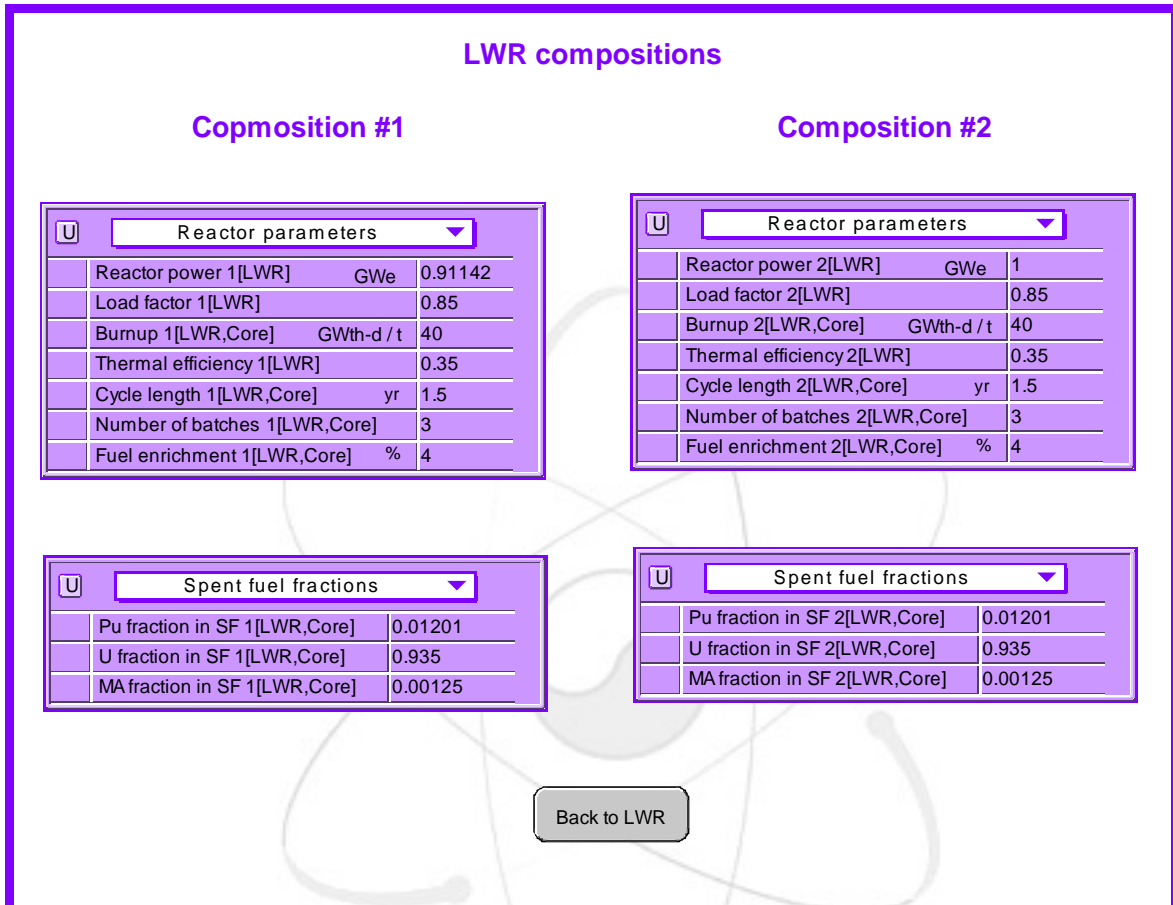 LWR compositions
Copmosition #1
U Reactor parameters
Reactor power 1[LWR] GWe 0.91142
Load factor 1[LWR] 0.85
Burnup 1[LWR,Core] GWth-d / t 40
Thermal efficiency 1[LWR] 0.35
Cycle length 1[LWR,Core] yr 1.5
Number of batches 1[LWR,Core] 3
Fuel enrichment 1[LWR,Core] % 4
U Spent fuel fractions
Pu fraction in SF 1[LWR,Core] 0.01201
U fraction in SF 1[LWR,Core] 0.935
MA fraction in SF 1[LWR,Core] 0.00125
Composition #2
U Reactor parameters
Reactor power 2[LWR] GWe 1
Load factor 2[LWR] 0.85
Burnup 2[LWR,Core] GWth-d / t 40
Thermal efficiency 2[LWR] 0.35
Cycle length 2[LWR,Core] yr 1.5
Number of batches 2[LWR,Core] 3
Fuel enrichment 2[LWR,Core] % 4
U Spent fuel fractions
Pu fraction in SF 2[LWR,Core] 0.01201
U fraction in SF 2[LWR,Core] 0.935
MA fraction in SF 2[LWR,Core] 0.00125
Back to LWR